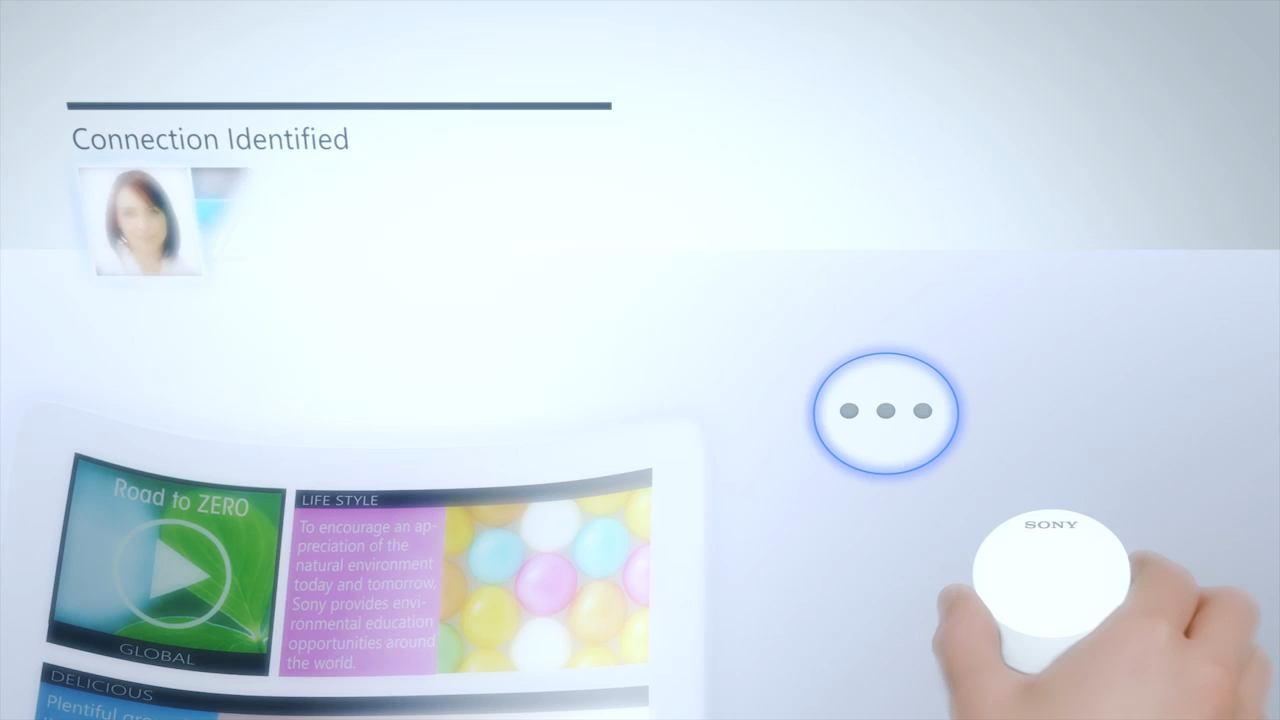 Connection Identified
SONY
Road to ZERO
GLOBAL
LIFE STYLE
To encourage an ap-
preciation of the
natural environment
today and tomorrow.
Sony provides envi-
ronmental education
opportunities around
the world.
DELICIOUS
Plentiful